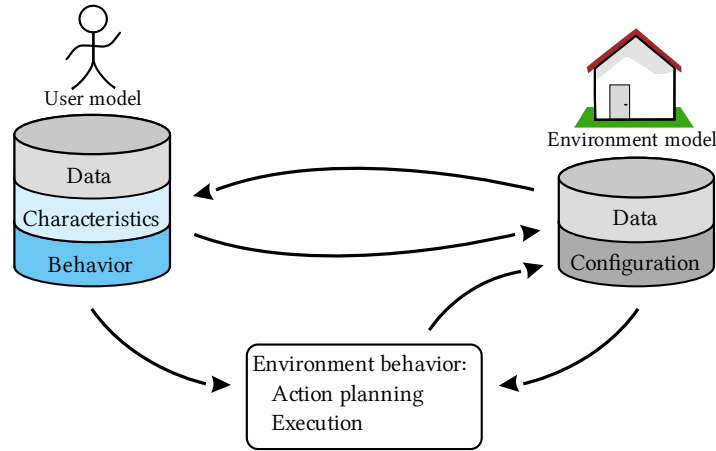 User model
Data
Characteristics
Behavior
Environment model
Data
Configuration
Environment behavior:
Action planning
Execution